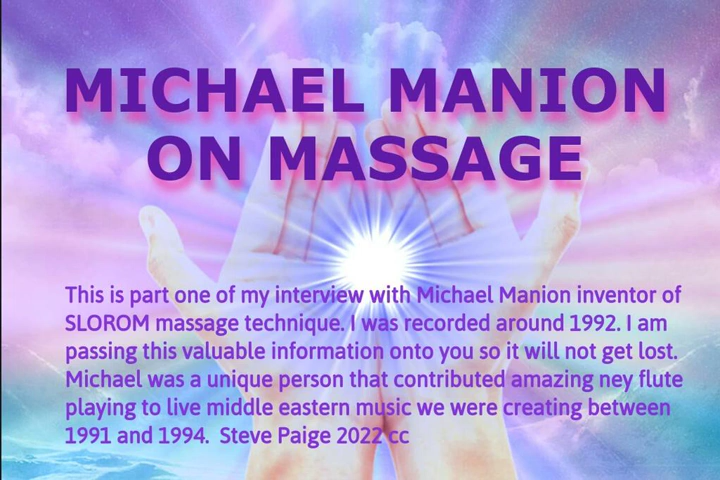 MICHAEL MANION
ON MASSAGE
This is part one of my interview with Michael Manion inventor of
SLOROM massage technique. I was recorded around 1992. I am
passing this valuable information onto you so it will not get lost.
Michael was a unique person that contributed amazing ney flute
playing to live middle eastern music we were creating between
1991 and 1994.  Steve Paige 2022 cc